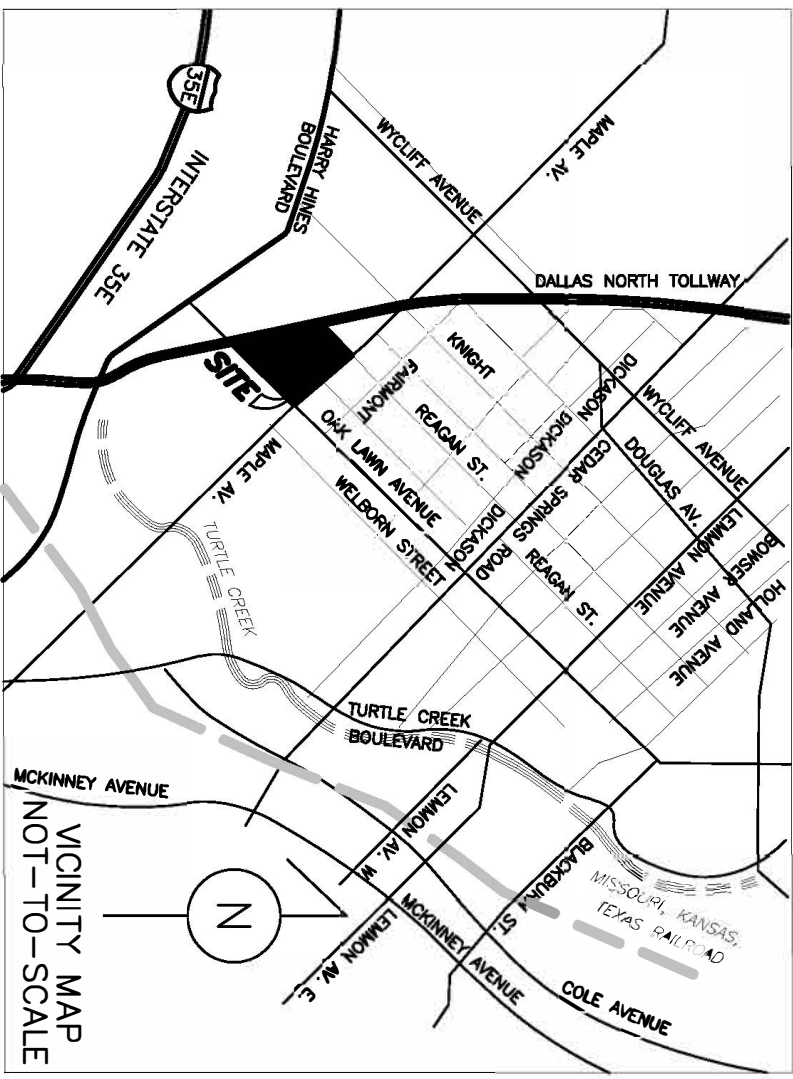 MAPLE AV.
WYCLIFF AVENUE
HARRY HINES
BOULEVARD
35E
INTERSTATE 35E
DALLAS NORTH TOLLWAY
KNIGHT
FAIRMONT
REAGAN ST.
SITE
OAK LAWN AVENUE
WELBORN STREET
MAPLE AV.
DICKASON
DICKASON
DICKASON
WYCLIFF AVENUE
DOUGLAS AV.
CEDAR SPRINGS
ROAD
REAGAN ST.
LEMMON AVENUE
BOWSER AVENUE
HOLLAND AVENUE
TURTLE CREEK
TURTLE CREEK
BOULEVARD
MCKINNEY AVENUE
LEMMON AV. W.
LEMMON AV. E.
BLACKBURN ST.
MCKINNEY AVENUE
COLE AVENUE
MISSOURI, KANSAS,
TEXAS RAILROAD
N
VICINITY MAP
NOT-TO-SCALE